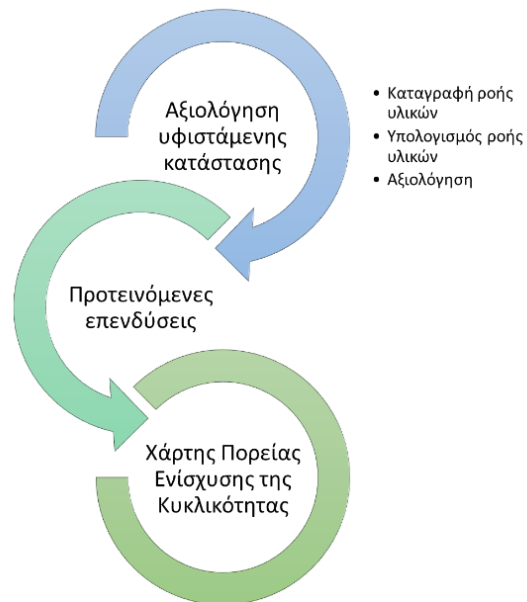 Αξιολόγηση
υφιστάμενης
κατάστασης
• Καταγραφή ροής
υλικών
• Υπολογισμός ροής
υλικών
• Αξιολόγηση
Προτεινόμενες
επενδύσεις
Χάρτης Πορείας
Ενίσχυσης της
Κυκλικότητας